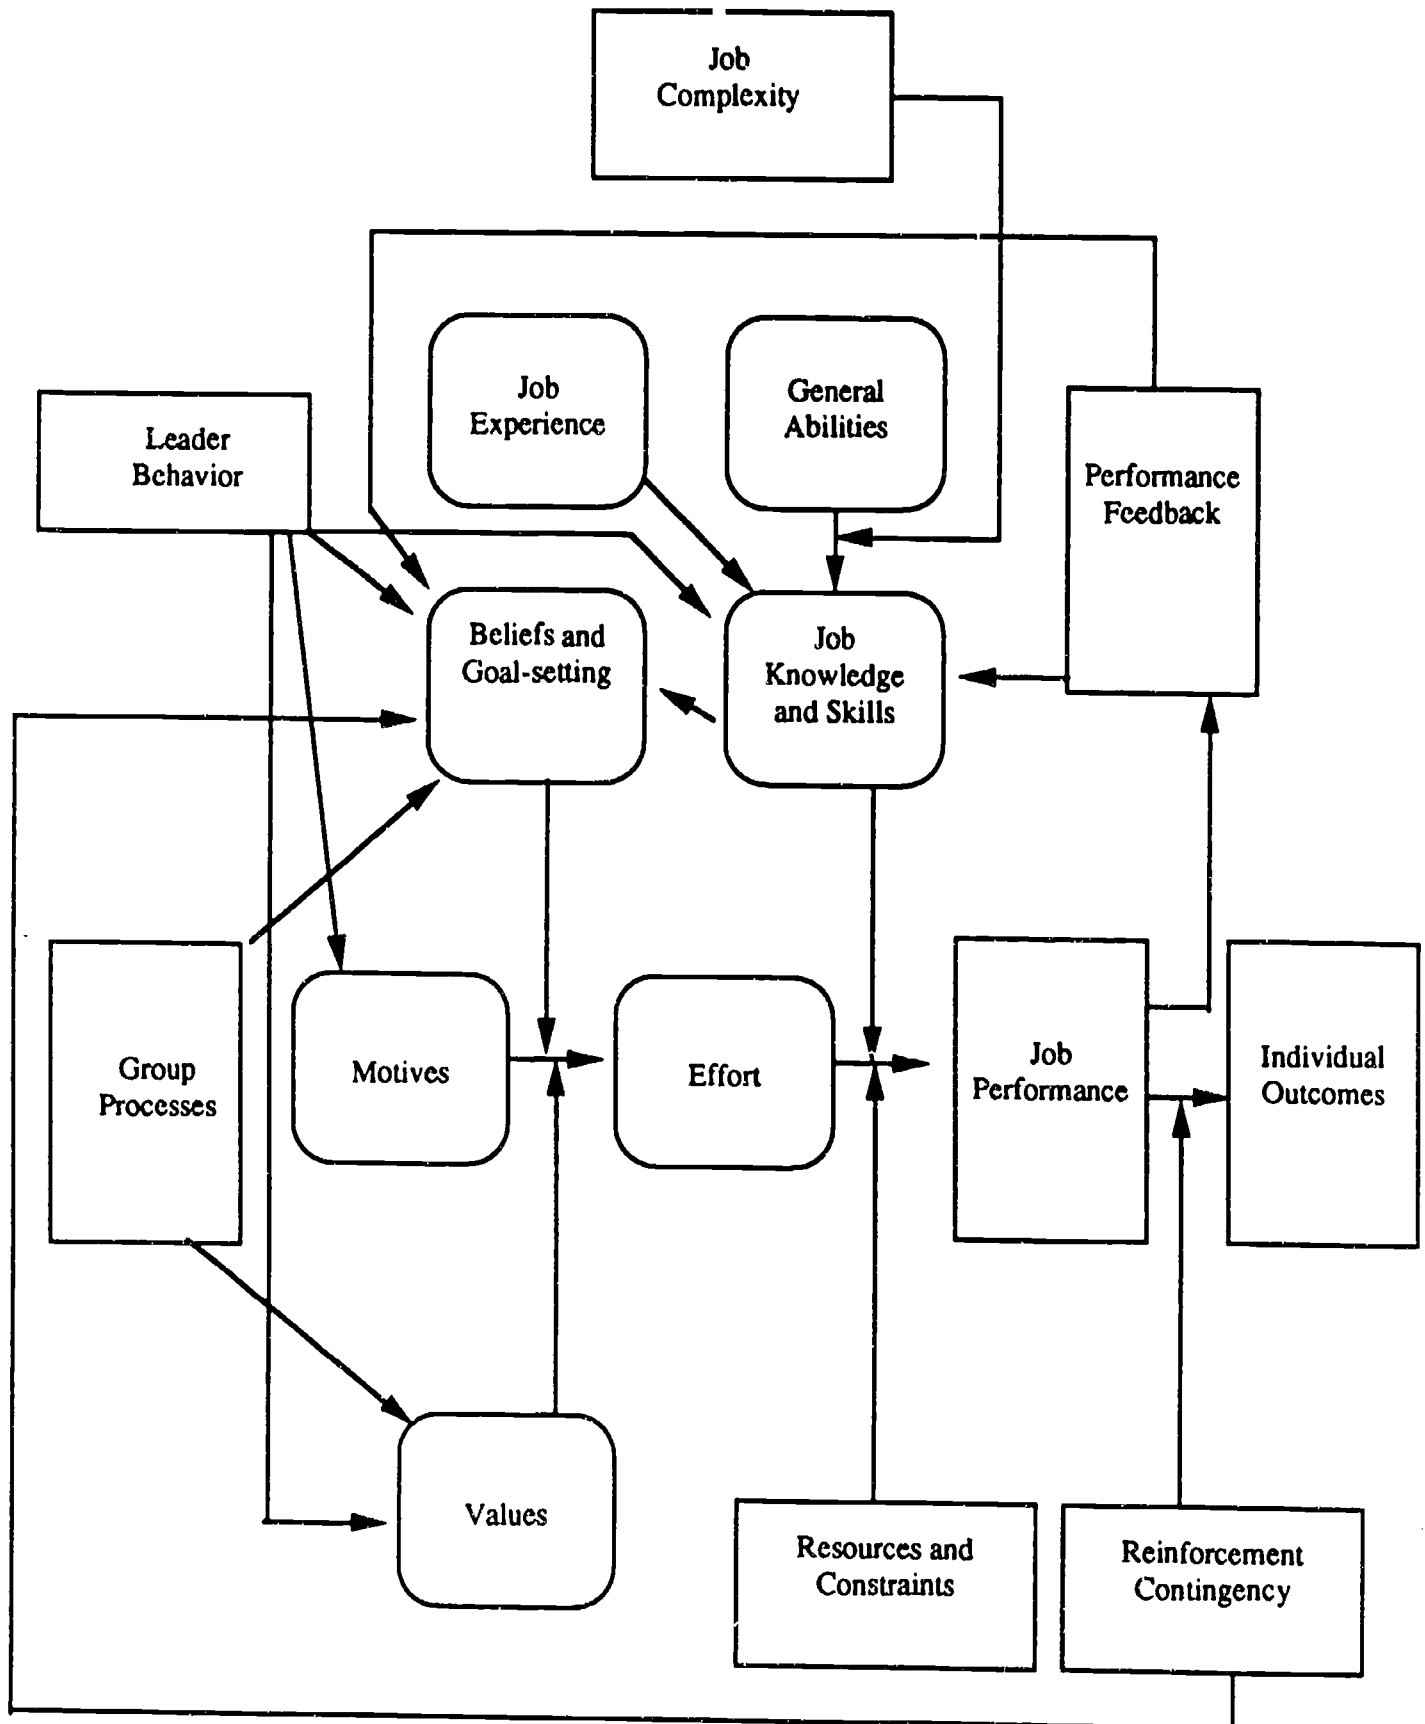 Job
Complexity
Job
Experience
General
Abilities
Leader
Behavior
Performance
Feedback
Beliefs and
Goal-setting
Job
Knowledge
and Skills
Group
Processes
Motives
Effort
Job
Performance
Individual
Outcomes
Values
Resources and
Constraints
Reinforcement
Contingency